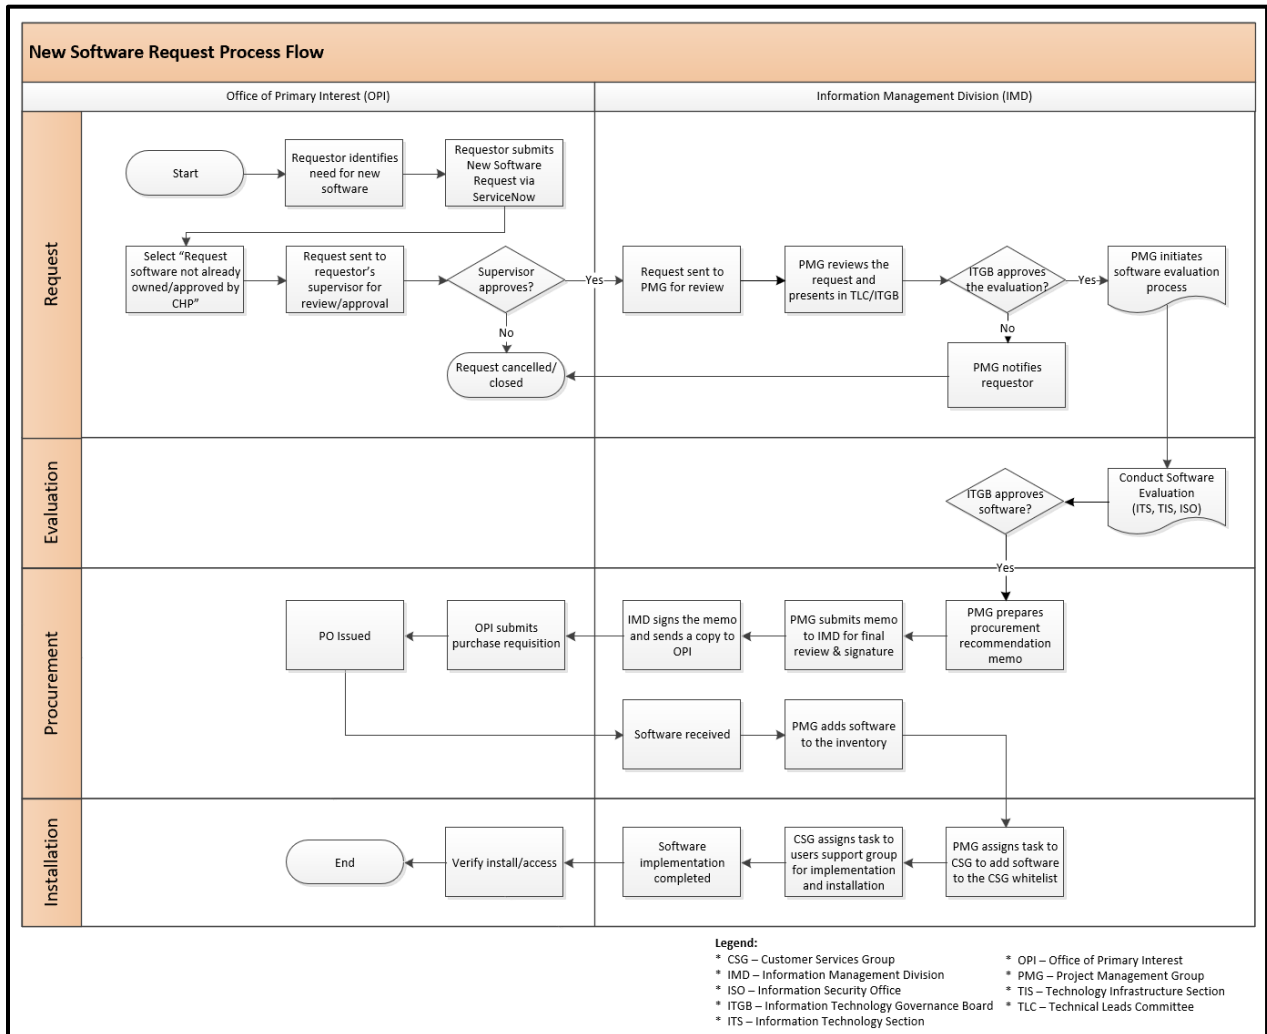 New Software Request Process Flow
Office of Primary Interest (OPI)
Information Management Division (IMD)
Request
Start
Requestor identifies
need for new
software
Requestor submits
New Software
Request via
ServiceNow
Select “Request
software not already
owned/approved by
CHP”
Request sent to
requestor’s
supervisor for
review/approval
Supervisor
approves?
Yes
No
Request cancelled/
closed
Request sent to
PMG for review
PMG reviews the
request and
presents in TLC/ITGB
ITGB approves
the evaluation?
Yes
No
PMG notifies
requestor
PMG initiates
software evaluation
process
Evaluation
Conduct Software
Evaluation
(ITS, TIS, ISO)
ITGB approves
software?
Yes
Procurement
PMG prepares
procurement
recommendation
memo
PMG submits memo
to IMD for final
review & signature
IMD signs the memo
and sends a copy to
OPI
OPI submits
purchase requisition
PO Issued
Software received
PMG adds software
to the inventory
Installation
PMG assigns task to
CSG to add software
to the CSG whitelist
CSG assigns task to
users support group
for implementation
and installation
Software
implementation
completed
Verify install/access
End
Legend:
* CSG – Customer Services Group
* IMD – Information Management Division
* ISO – Information Security Office
* ITGB – Information Technology Governance Board
* ITS – Information Technology Section
* OPI – Office of Primary Interest
* PMG – Project Management Group
* TIS – Technology Infrastructure Section
* TLC – Technical Leads Committee